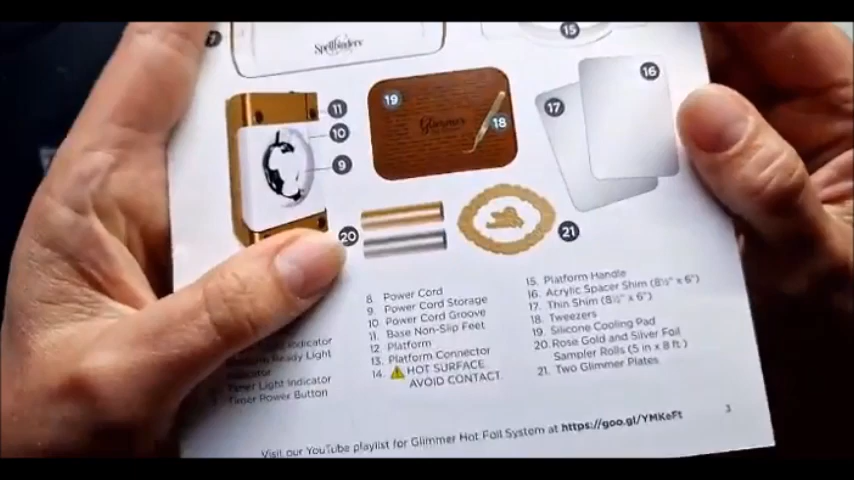 7
15
Spellbinders
16
19
17
11
Glimmer
18
10
9
20
21
8. Power Cord
9. Power Cord Storage
10. Power Cord Groove
11. Base Non-Slip Feet
12. Platform
13. Platform Connector
14. HOT SURFACE
AVOID CONTACT
15. Platform Handle
16. Acrylic Spacer Shim (8½" x 6")
17. Thin Shim (8½" x 6")
18. Tweezers
19. Silicone Cooling Pad
20. Rose Gold and Silver Foil
Sampler Rolls (5 in x 8 ft.)
21. Two Glimmer Plates
Indicator
Ready Light
Indicator
Timer Light Indicator
Timer Power Button
Visit our YouTube playlist for Glimmer Hot Foil System at https://goo.gl/YMKeFt
3